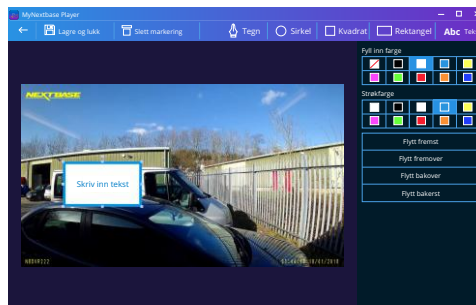 MyNextbase Player
Lagre og lukk
Slett markering
Tegn
Sirkel
Kvadrat
Rektangel
Abc Teks
Fyll inn farge
Strøkfarge
Flytt fremst
Flytt fremover
Flytt bakover
Flytt bakerst
NEXTBASE
Skriv inn tekst